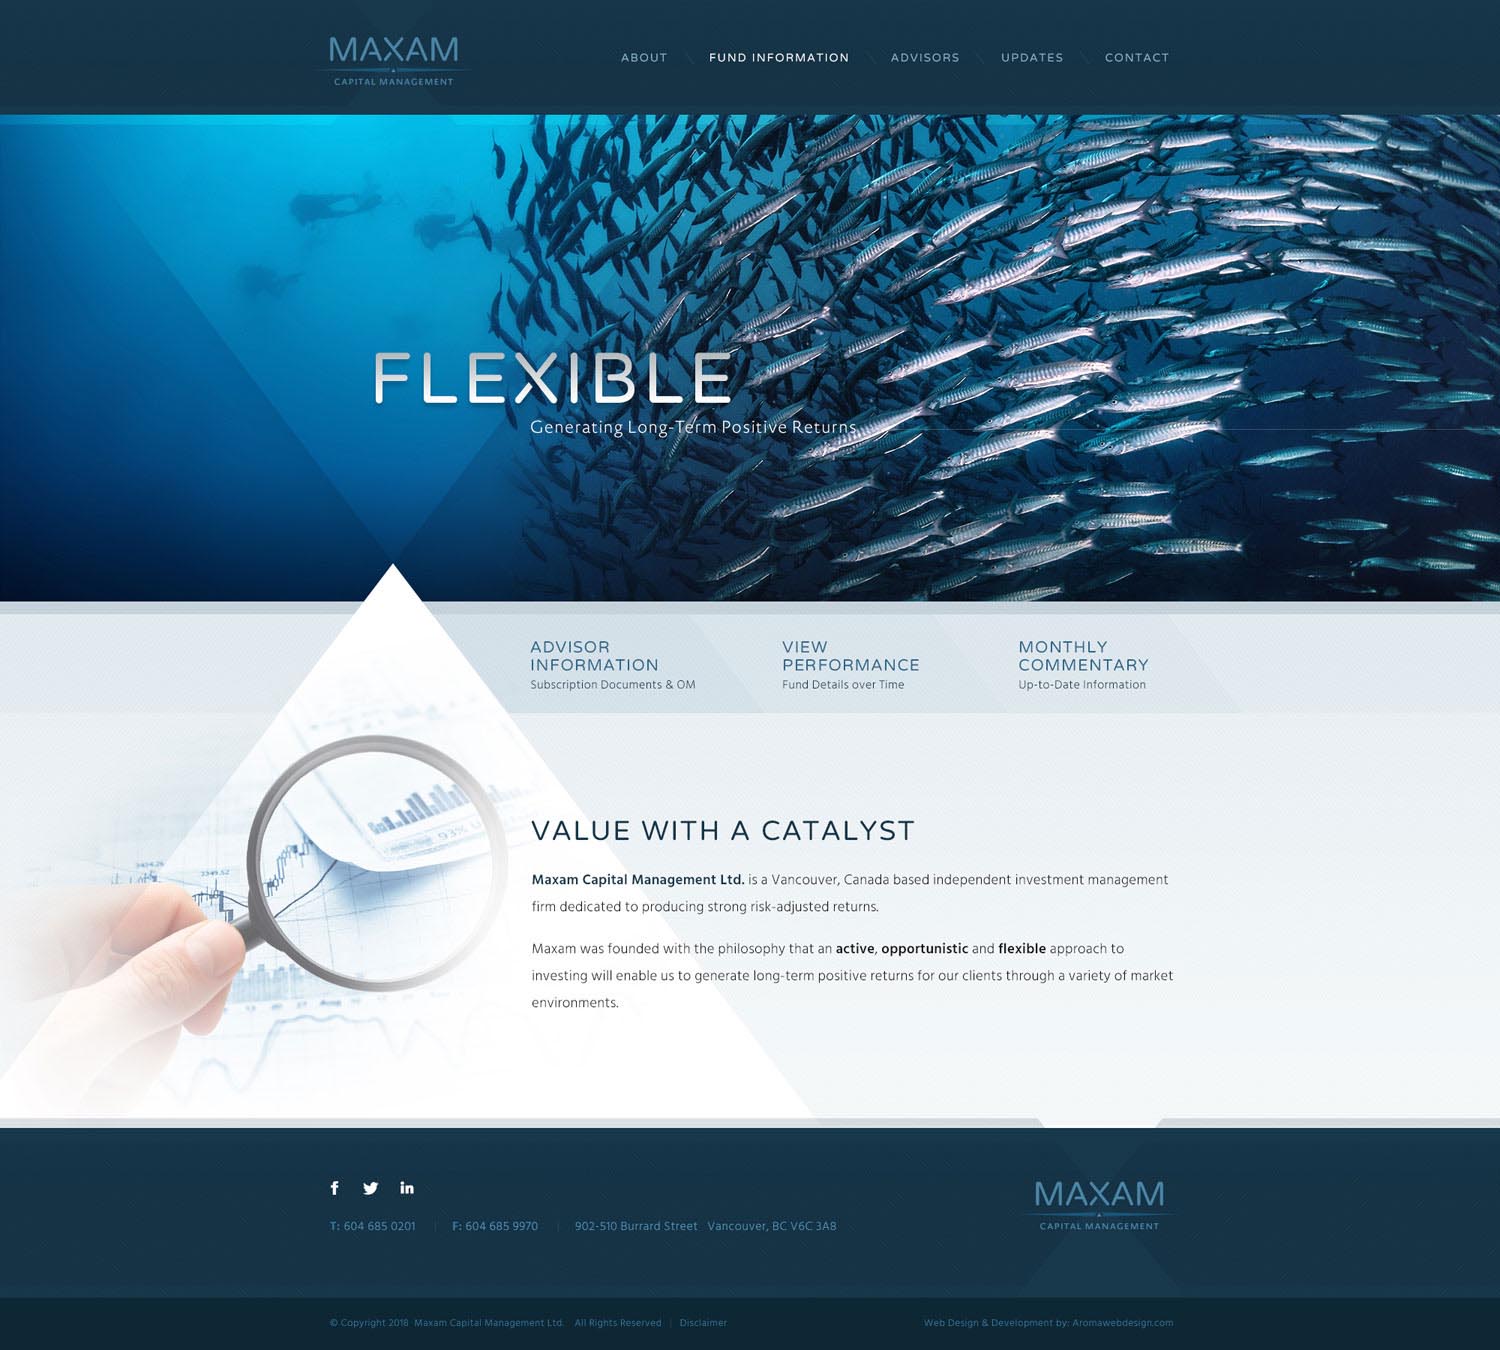 MAXAM
CAPITAL MANAGEMENT
ABOUT
FUND INFORMATION
ADVISORS
UPDATES
CONTACT
FLEXIBLE
Generating Long-Term Positive Returns
ADVISOR
INFORMATION
Subscription Documents & OM
VIEW
PERFORMANCE
Fund Details over Time
MONTHLY
COMMENTARY
Up-to-Date Information
93%
3424.26
3349.52
VALUE WITH A CATALYST
Maxam Capital Management Ltd. is a Vancouver, Canada based independent investment management
firm dedicated to producing strong risk-adjusted returns.
Maxam was founded with the philosophy that an active, opportunistic and flexible approach to
investing will enable us to generate long-term positive returns for our clients through a variety of market
environments.
T: 604 685 0201 | F: 604 685 9970 | 902-510 Burrard Street Vancouver, BC V6C 3A8
MAXAM
CAPITAL MANAGEMENT
© Copyright 2018 Maxam Capital Management Ltd. All Rights Reserved | Disclaimer
Web Design & Development by: Aromawebdesign.com